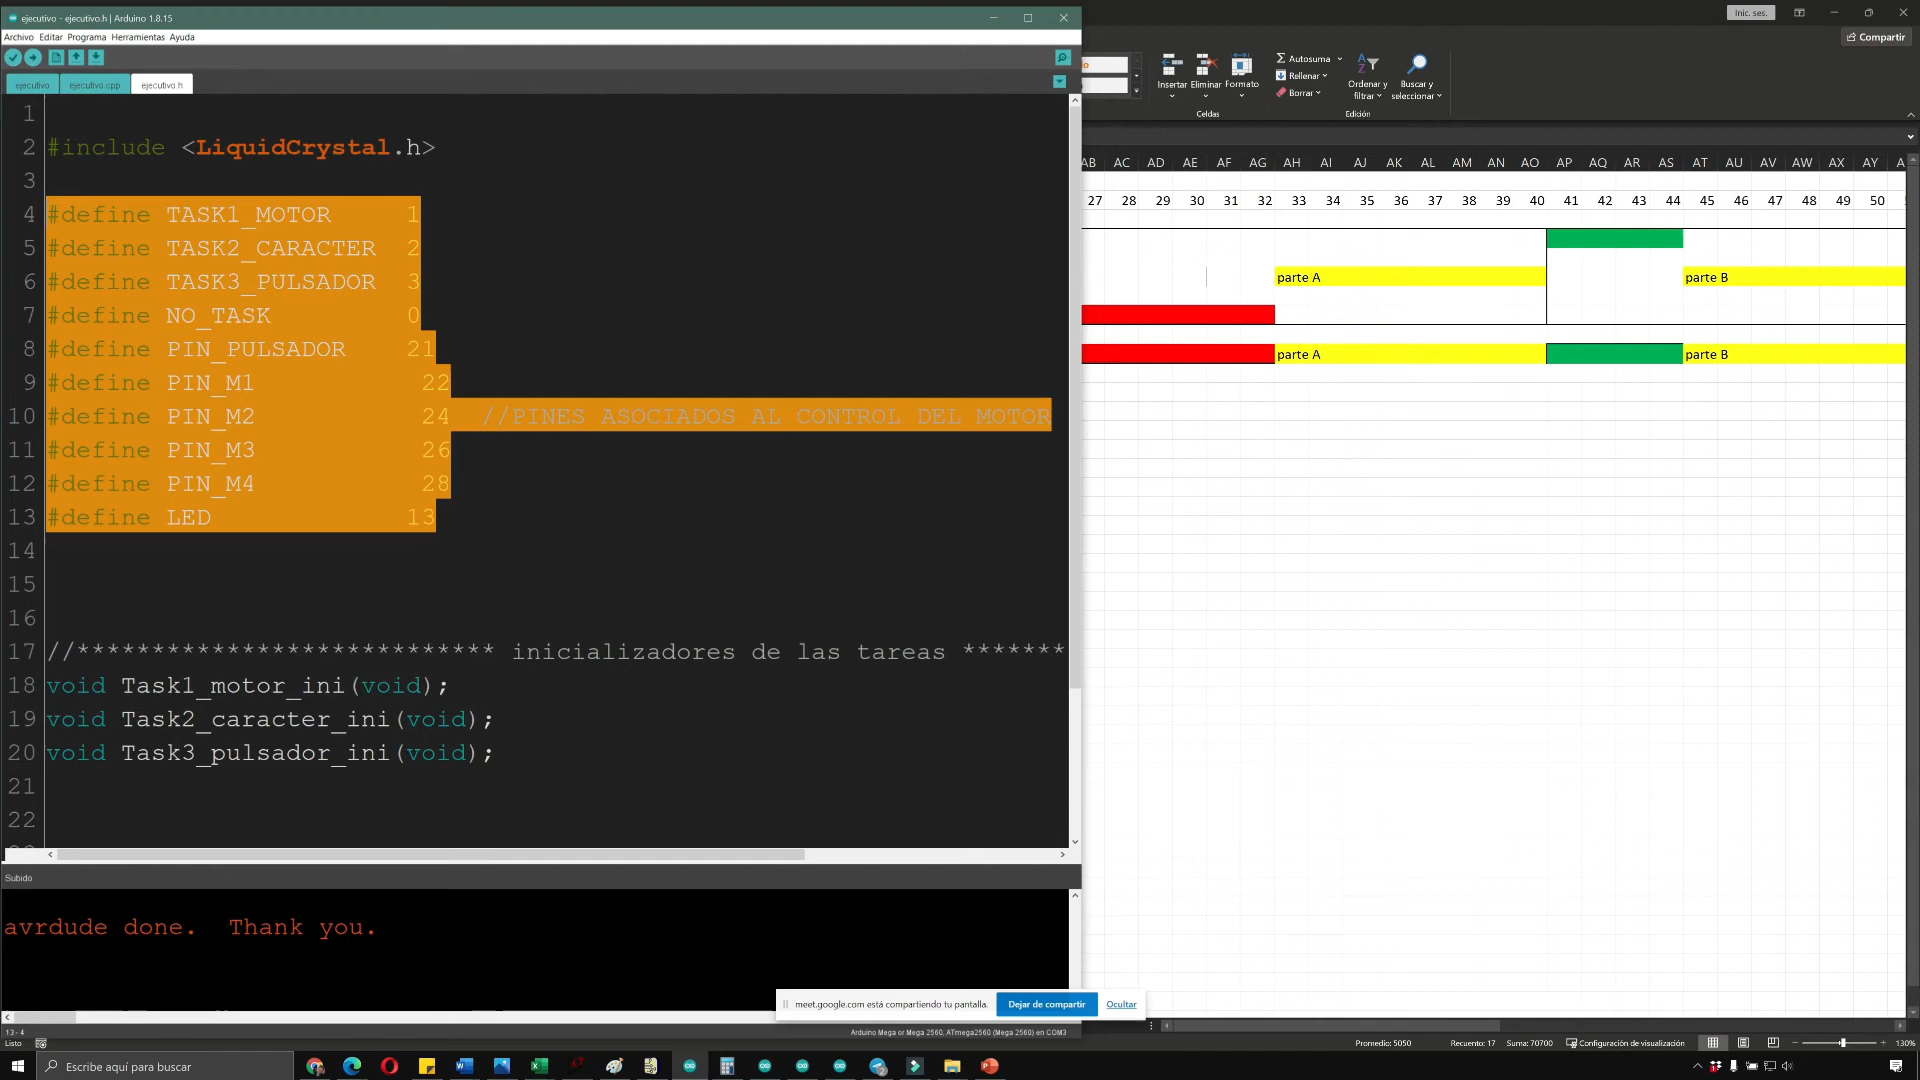 ejecutivo - ejecutivo.h | Arduino 1.8.15
Archivo Editar Programa Herramientas Ayuda
ejecutivo ejecutivo.cpp ejecutivo.h
1
2 #include <LiquidCrystal.h>
3
4 #define TASK1_MOTOR 1
5 #define TASK2_CARACTER 2
6 #define TASK3_PULSADOR 3
7 #define NO_TASK 0
8 #define PIN_PULSADOR 21
9 #define PIN_M1 22
10 #define PIN_M2 24 //PINES ASOCIADOS AL CONTROL DEL MOTOR
11 #define PIN_M3 26
12 #define PIN_M4 28
13 #define LED 13
14
15
16
17 //**************************** inicializadores de las tareas *******
18 void Task1_motor_ini(void);
19 void Task2_caracter_ini(void);
20 void Task3_pulsador_ini(void);
21
22
Subido
avrdude done. Thank you.
13 - 4
Arduino Mega or Mega 2560, ATmega2560 (Mega 2560) en COM3
meet.google.com está compartiendo tu pantalla. Dejar de compartir Ocultar
Inic. ses.
Compartir
Insertar Eliminar Formato
Celdas
Autosuma
Rellenar
Borrar
Ordenar y filtrar
Buscar y seleccionar
Edición
AB AC AD AE AF AG AH AI AJ AK AL AM AN AO AP AQ AR AS AT AU AV AW AX AY A
27 28 29 30 31 32 33 34 35 36 37 38 39 40 41 42 43 44 45 46 47 48 49 50
parte A parte B
parte A parte B
Listo
Promedio: 5050 Recuento: 17 Suma: 70700 Configuración de visualización 130%
Escribe aquí para buscar